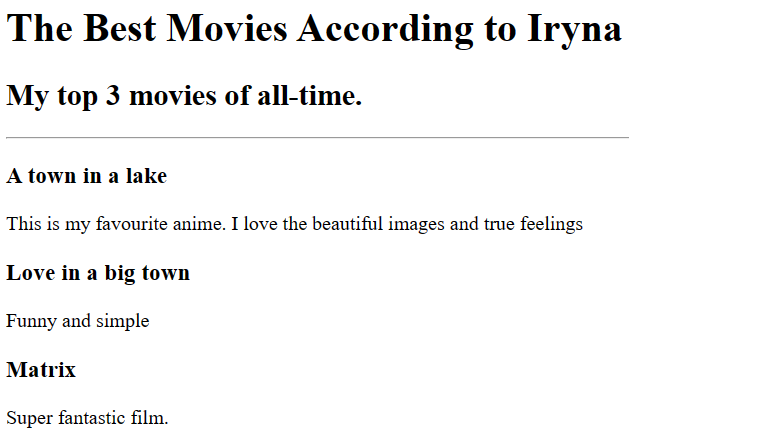 The Best Movies According to Iryna
My top 3 movies of all-time.
A town in a lake
This is my favourite anime. I love the beautiful images and true feelings
Love in a big town
Funny and simple
Matrix
Super fantastic film.